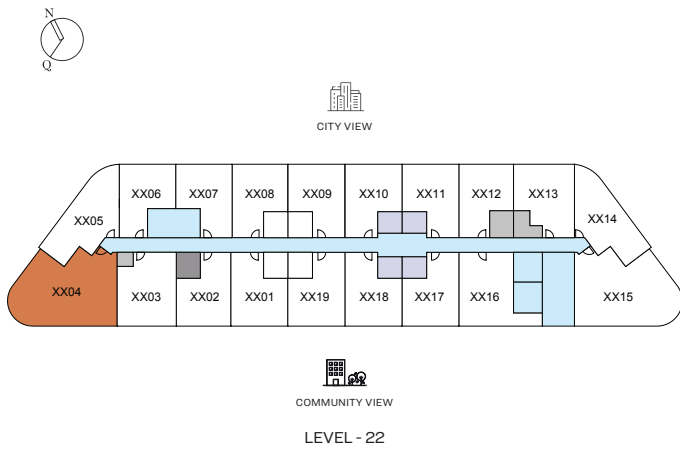 N
Q
CITY VIEW
XX06 XX07 XX08 XX09 XX10 XX11 XX12 XX13
XX05 XX14
XX04 XX03 XX02 XX01 XX19 XX18 XX17 XX16 XX15
COMMUNITY VIEW
LEVEL - 22